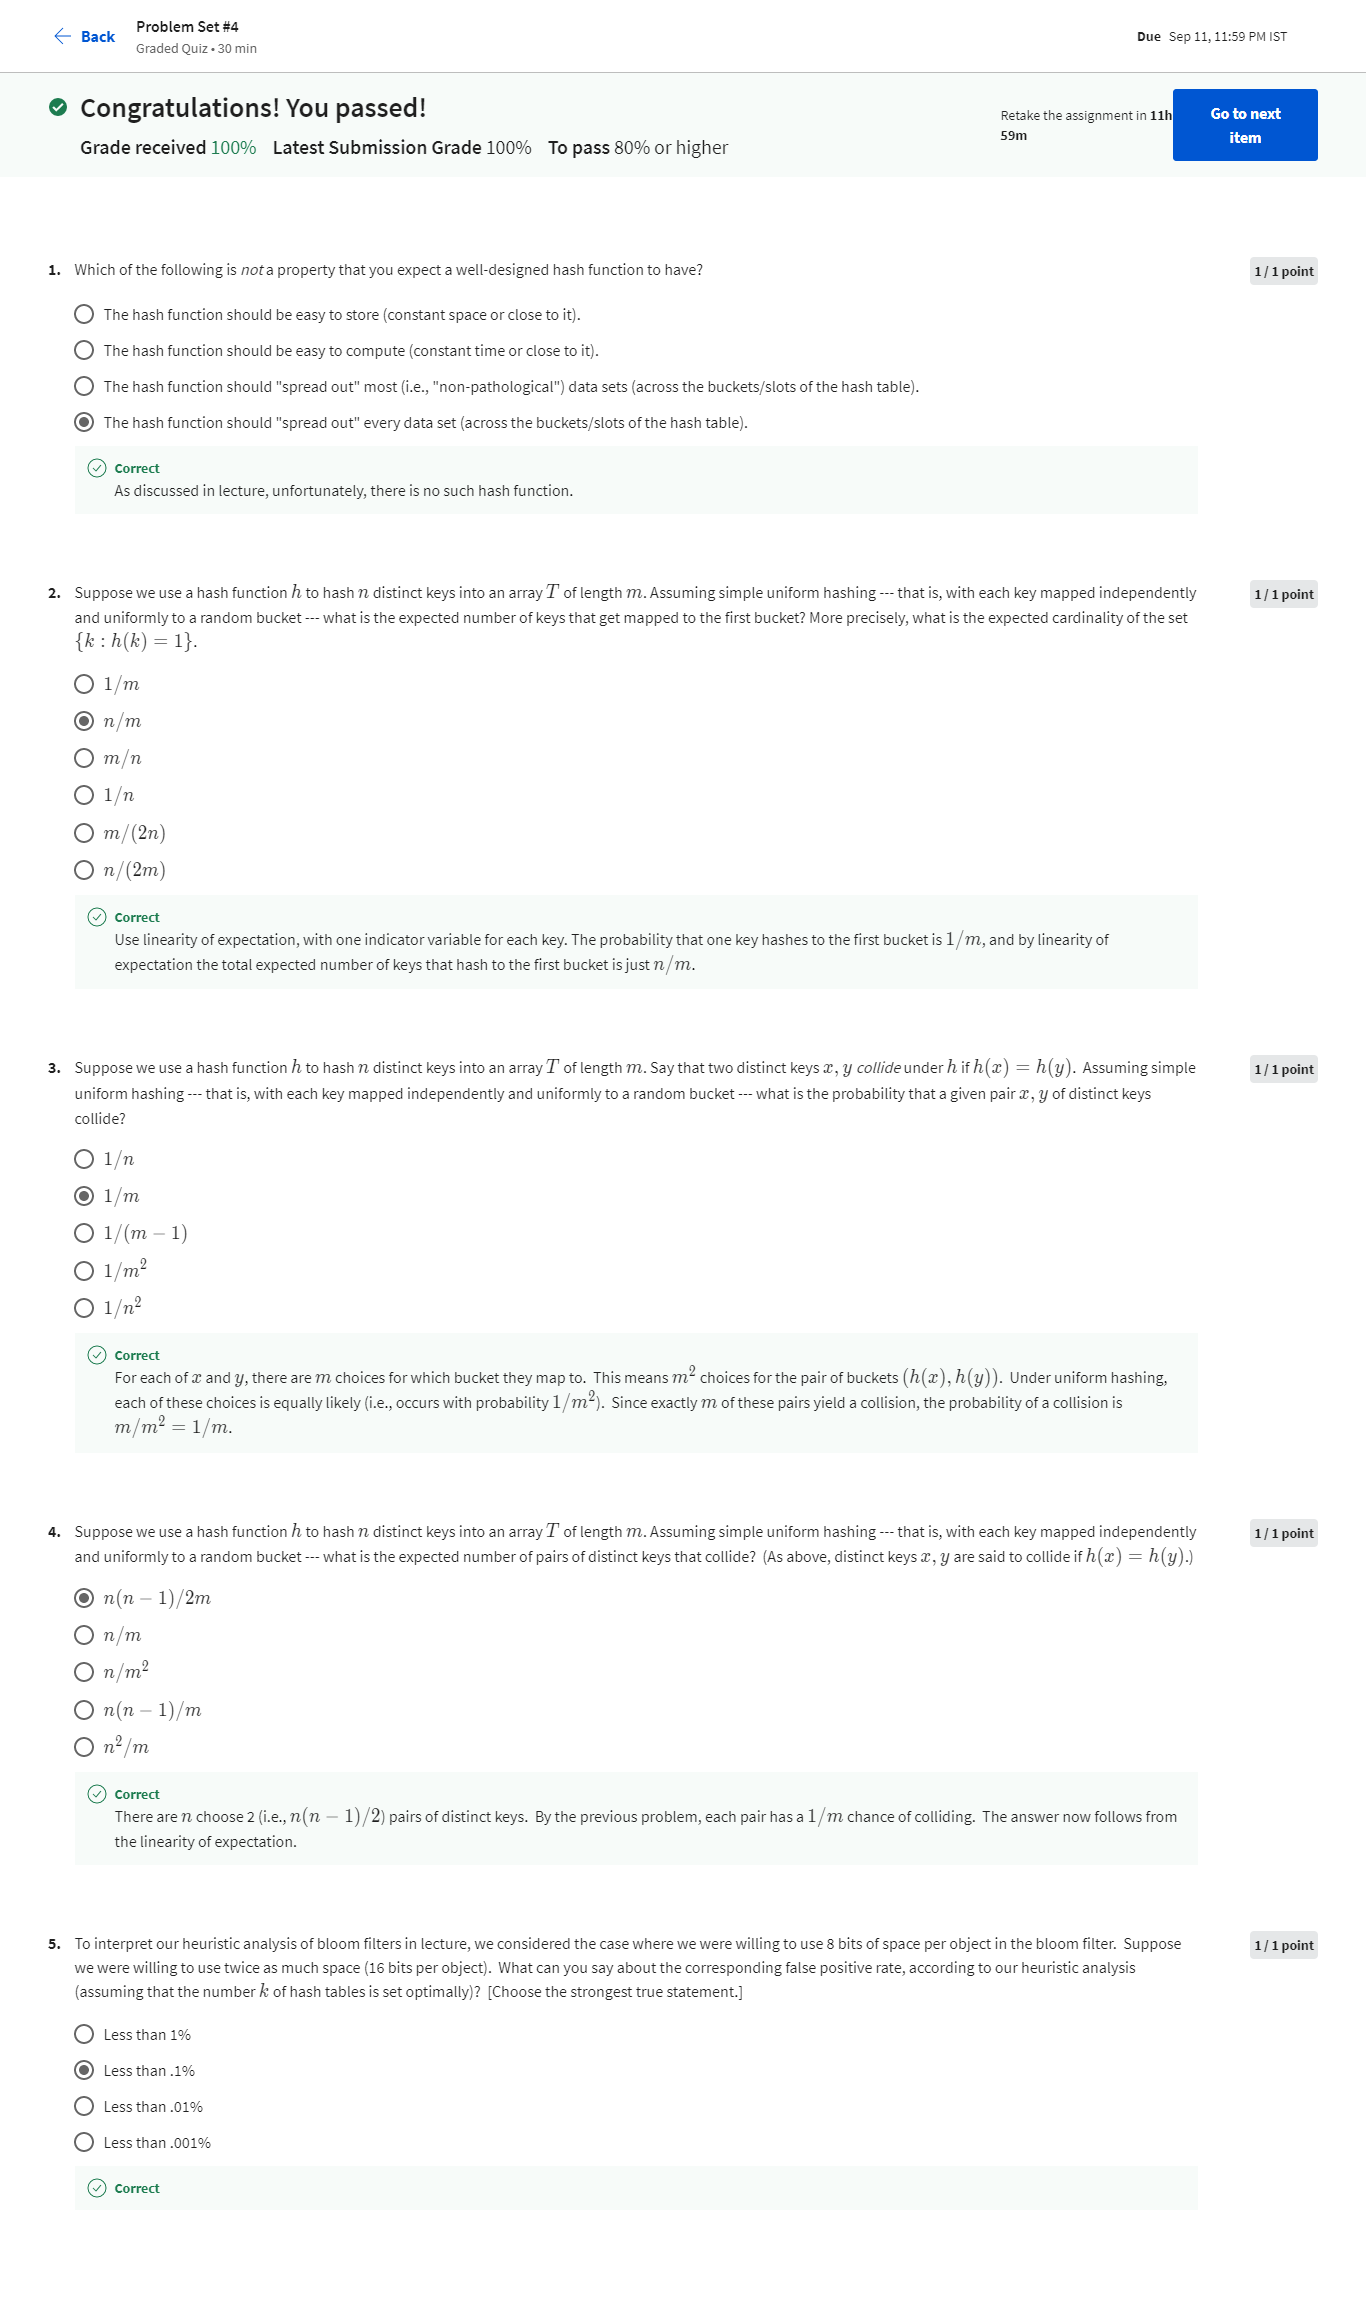 Back
Problem Set #4
Graded Quiz • 30 min
Due Sep 11, 11:59 PM IST
Congratulations! You passed!
Grade received 100% Latest Submission Grade 100% To pass 80% or higher
Retake the assignment in 11h
59m
Go to next
item
1. Which of the following is not a property that you expect a well-designed hash function to have?
1 / 1 point
The hash function should be easy to store (constant space or close to it).
The hash function should be easy to compute (constant time or close to it).
The hash function should "spread out" most (i.e., "non-pathological") data sets (across the buckets/slots of the hash table).
The hash function should "spread out" every data set (across the buckets/slots of the hash table).
Correct
As discussed in lecture, unfortunately, there is no such hash function.
2. Suppose we use a hash function h to hash n distinct keys into an array T of length m. Assuming simple uniform hashing --- that is, with each key mapped independently
and uniformly to a random bucket --- what is the expected number of keys that get mapped to the first bucket? More precisely, what is the expected cardinality of the set
{k : h(k) = 1}.
1 / 1 point
1/m
n/m
m/n
1/n
m/(2n)
n/(2m)
Correct
Use linearity of expectation, with one indicator variable for each key. The probability that one key hashes to the first bucket is 1/m, and by linearity of
expectation the total expected number of keys that hash to the first bucket is just n/m.
3. Suppose we use a hash function h to hash n distinct keys into an array T of length m. Say that two distinct keys x, y collide under h if h(x) = h(y). Assuming simple
uniform hashing --- that is, with each key mapped independently and uniformly to a random bucket --- what is the probability that a given pair x, y of distinct keys
collide?
1 / 1 point
1/n
1/m
1/(m − 1)
1/m²
1/n²
Correct
For each of x and y, there are m choices for which bucket they map to. This means m² choices for the pair of buckets (h(x), h(y)). Under uniform hashing,
each of these choices is equally likely (i.e., occurs with probability 1/m²). Since exactly m of these pairs yield a collision, the probability of a collision is
m/m² = 1/m.
4. Suppose we use a hash function h to hash n distinct keys into an array T of length m. Assuming simple uniform hashing --- that is, with each key mapped independently
and uniformly to a random bucket --- what is the expected number of pairs of distinct keys that collide? (As above, distinct keys x, y are said to collide if h(x) = h(y).)
1 / 1 point
n(n − 1)/2m
n/m
n/m²
n(n − 1)/m
n²/m
Correct
There are n choose 2 (i.e., n(n − 1)/2) pairs of distinct keys. By the previous problem, each pair has a 1/m chance of colliding. The answer now follows from
the linearity of expectation.
5. To interpret our heuristic analysis of bloom filters in lecture, we considered the case where we were willing to use 8 bits of space per object in the bloom filter. Suppose
we were willing to use twice as much space (16 bits per object). What can you say about the corresponding false positive rate, according to our heuristic analysis
(assuming that the number k of hash tables is set optimally)? [Choose the strongest true statement.]
1 / 1 point
Less than 1%
Less than .1%
Less than .01%
Less than .001%
Correct